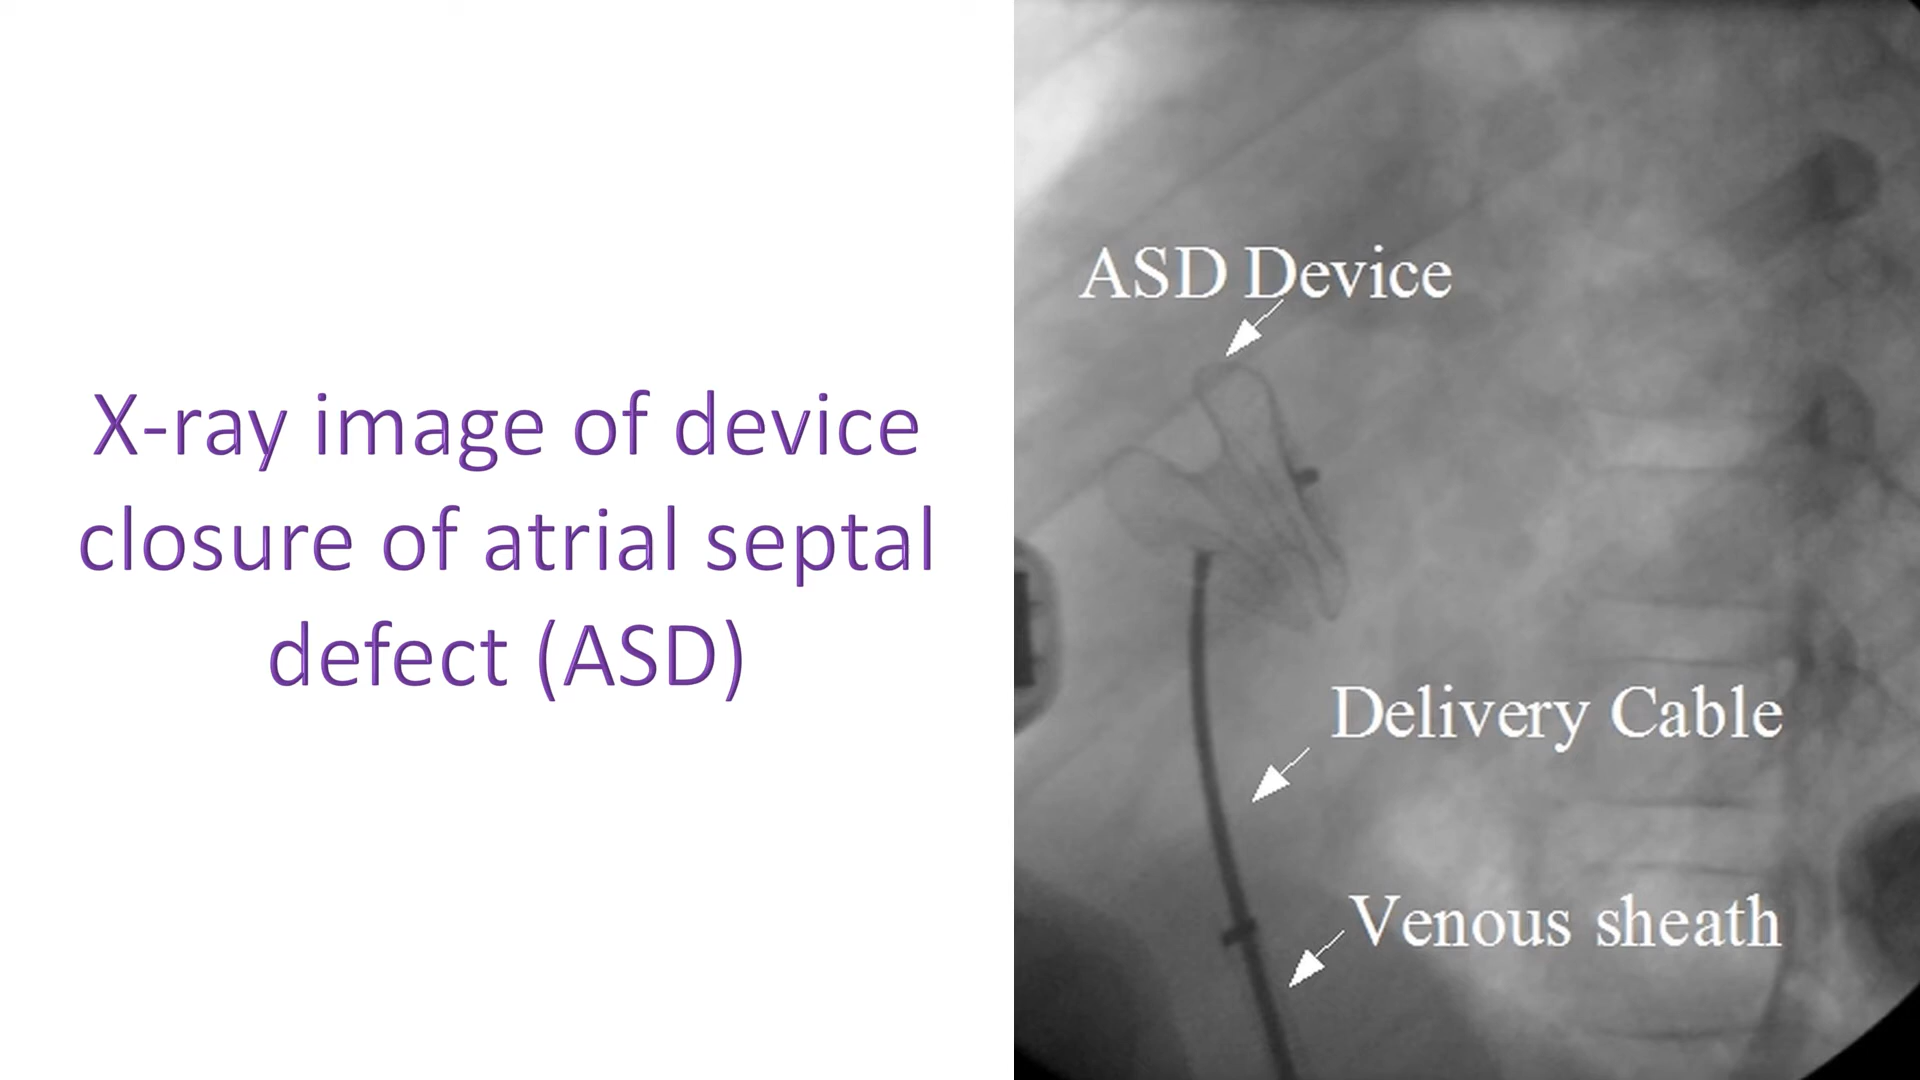 X-ray image of device
closure of atrial septal
defect (ASD)
ASD Device
Delivery Cable
Venous sheath